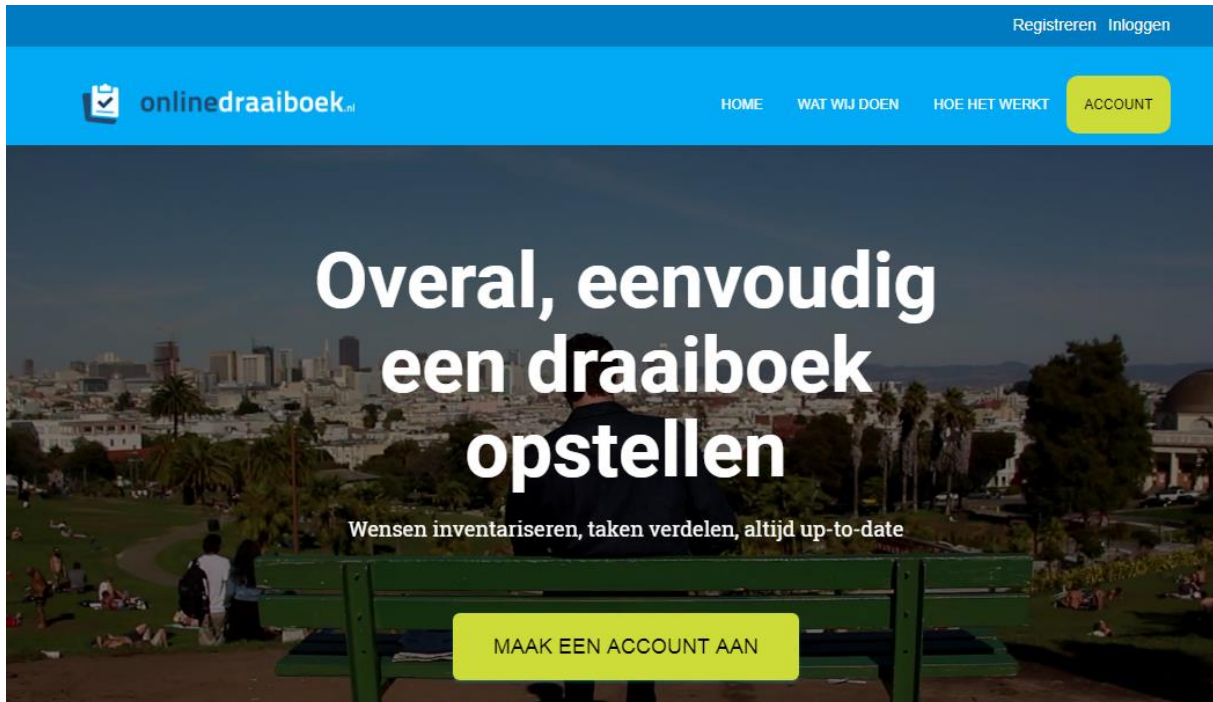 Registreren Inloggen
onlinedraaiboek.nl
HOME WAT WIJ DOEN HOE HET WERKT ACCOUNT
Overal, eenvoudig
een draaiboek
opstellen
Wensen inventariseren, taken verdelen, altijd up-to-date
MAAK EEN ACCOUNT AAN